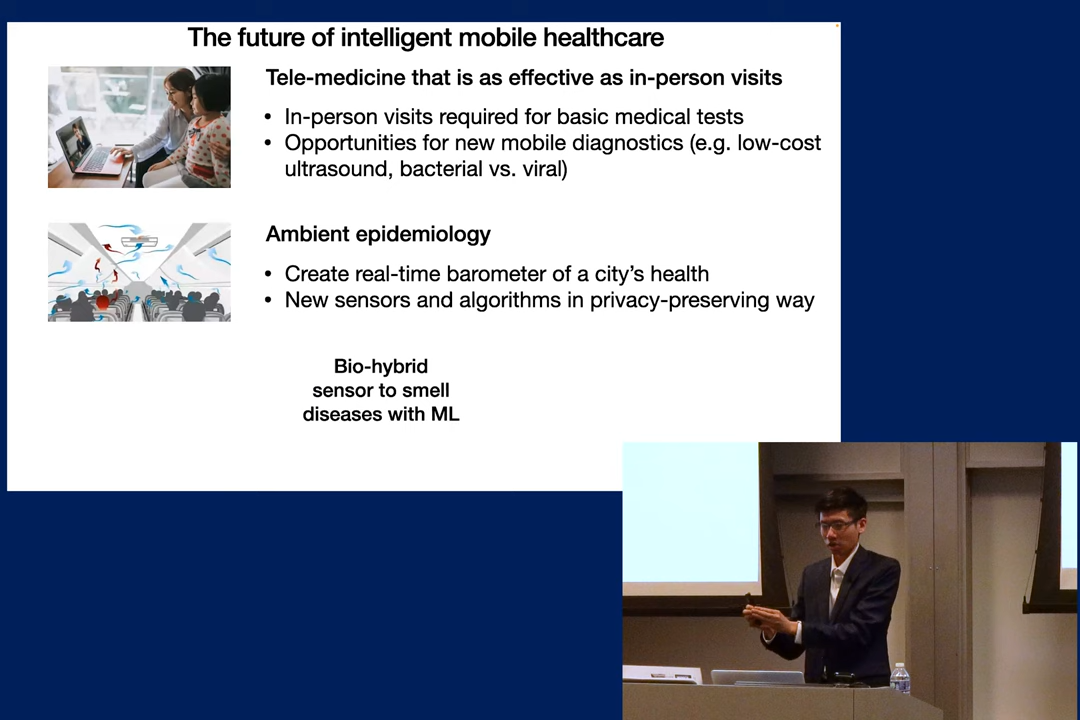 The future of intelligent mobile healthcare
Tele-medicine that is as effective as in-person visits
• In-person visits required for basic medical tests
• Opportunities for new mobile diagnostics (e.g. low-cost
ultrasound, bacterial vs. viral)
Ambient epidemiology
• Create real-time barometer of a city's health
• New sensors and algorithms in privacy-preserving way
Bio-hybrid
sensor to smell
diseases with ML